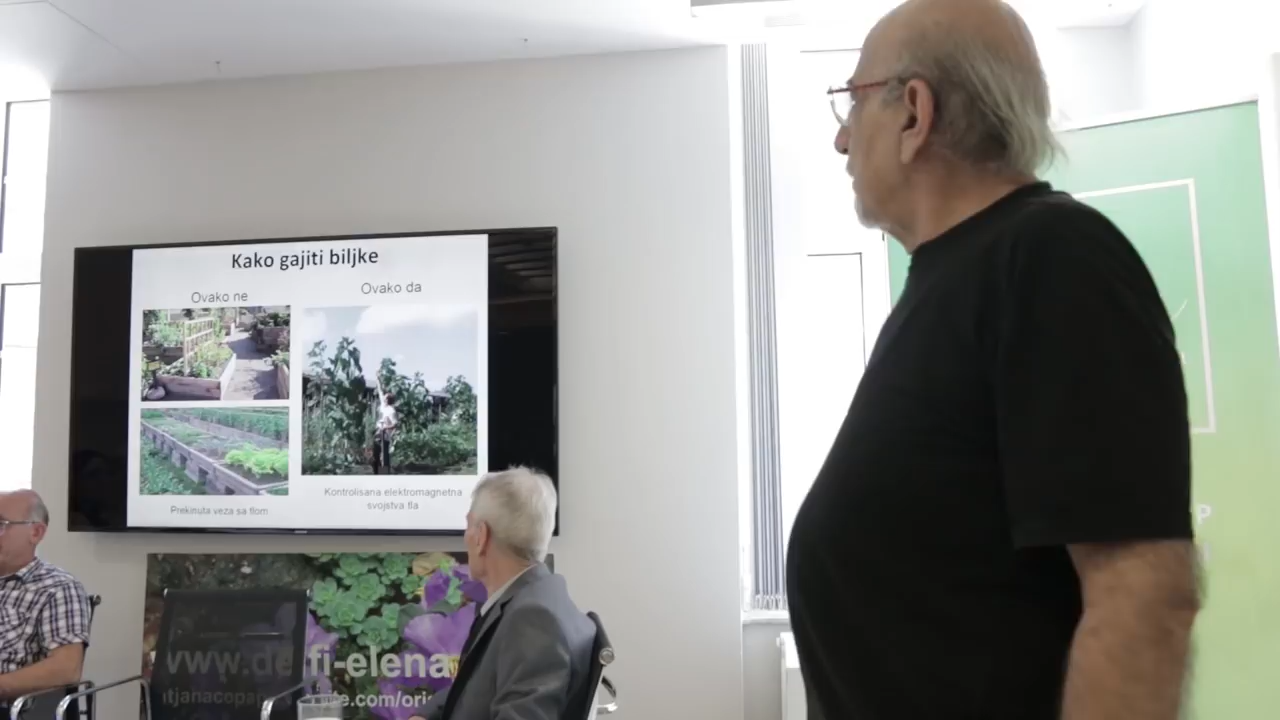 Kako gajiti biljke
Ovako ne
Ovako da
Prekinuta veza sa tlom
Kontrolisana elektromagnetna
svojstva tla
www.de fi-elena
P